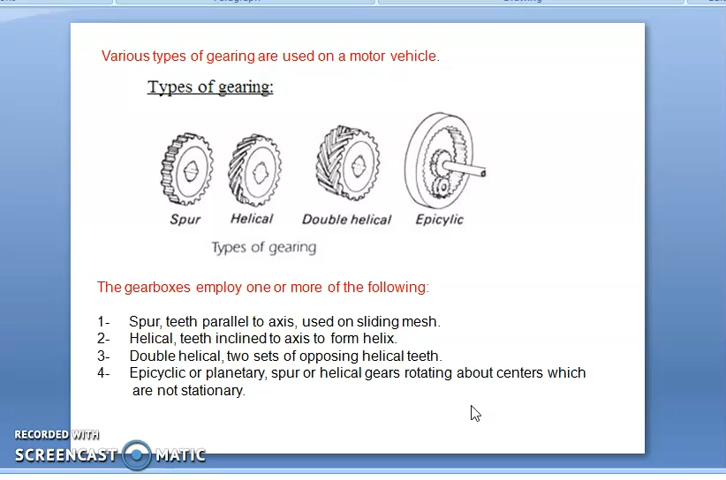 Various types of gearing are used on a motor vehicle.
Types of gearing:
Spur Helical Double helical Epicylic
Types of gearing
The gearboxes employ one or more of the following:
1- Spur, teeth parallel to axis, used on sliding mesh.
2- Helical, teeth inclined to axis to form helix.
3- Double helical, two sets of opposing helical teeth.
4- Epicyclic or planetary, spur or helical gears rotating about centers which
are not stationary.
RECORDED WITH
SCREENCAST MATIC